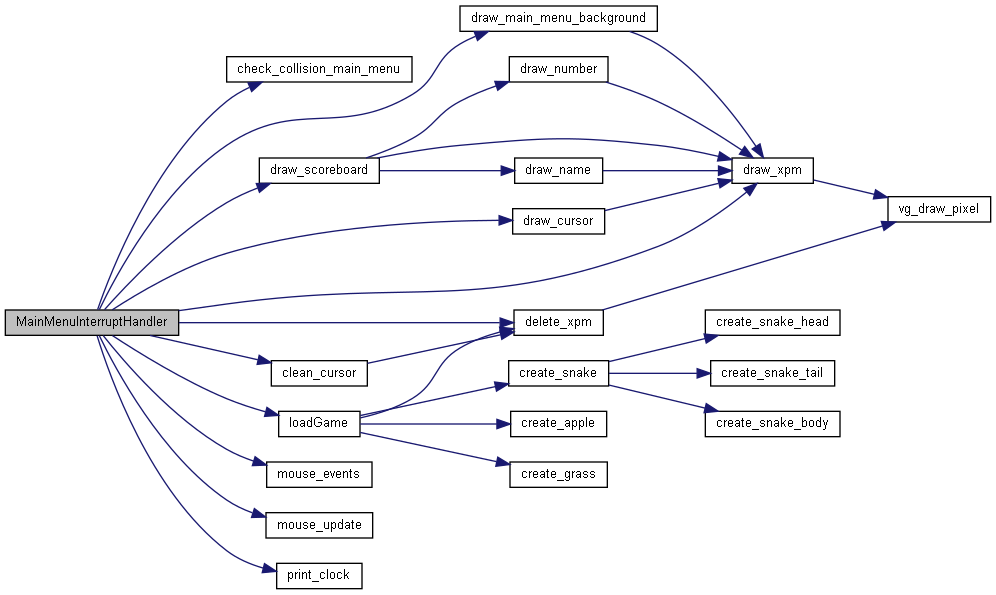 draw_main_menu_background
check_collision_main_menu
draw_number
draw_scoreboard
draw_name
draw_xpm
draw_cursor
vg_draw_pixel
MainMenuInterruptHandler
delete_xpm
create_snake_head
clean_cursor
create_snake
create_snake_tail
loadGame
create_apple
create_snake_body
mouse_events
create_grass
mouse_update
print_clock